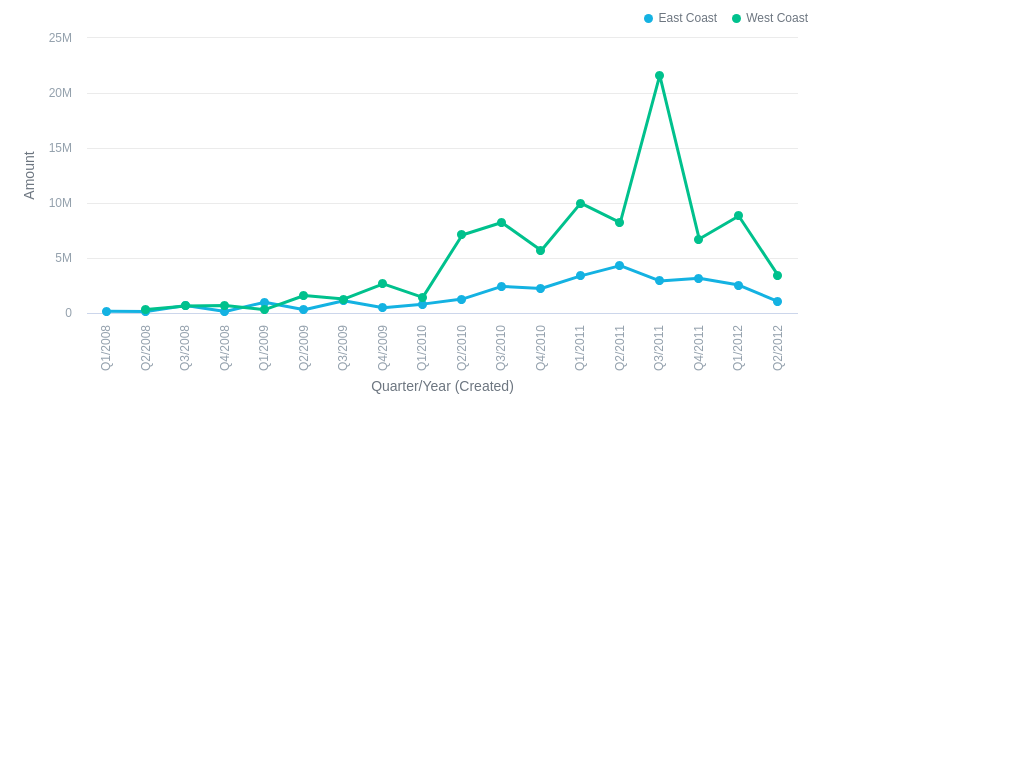 East Coast West Coast
25M
20M
15M
10M
5M
0
Amount
Q1/2008
Q2/2008
Q3/2008
Q4/2008
Q1/2009
Q2/2009
Q3/2009
Q4/2009
Q1/2010
Q2/2010
Q3/2010
Q4/2010
Q1/2011
Q2/2011
Q3/2011
Q4/2011
Q1/2012
Q2/2012
Quarter/Year (Created)